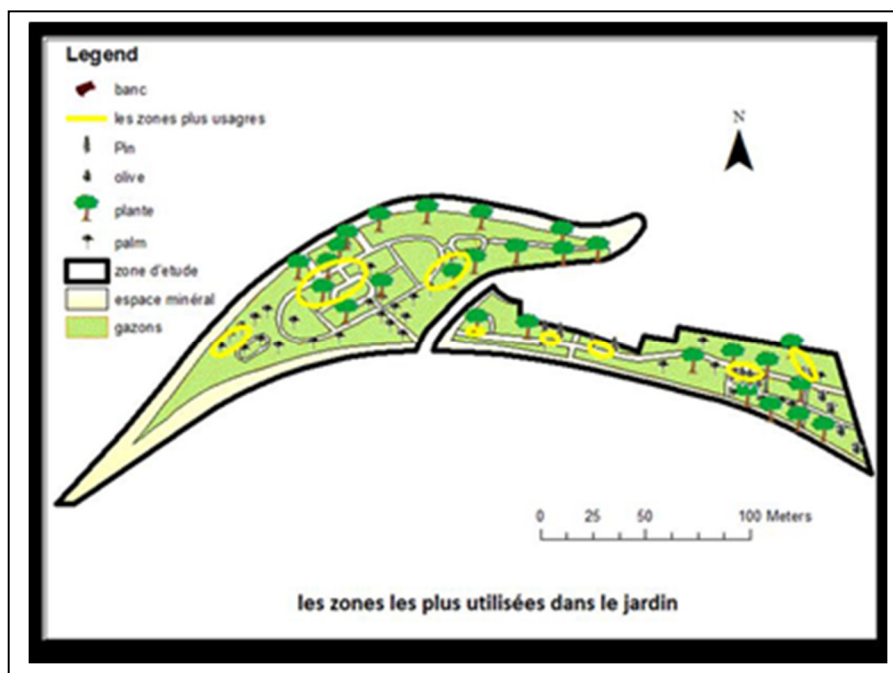 Legend
banc
les zones plus usagres
Pin
olive
plante
palm
zone d'etude
espace minéral
gazons
N
0 25 50 100 Meters
les zones les plus utilisées dans le jardin